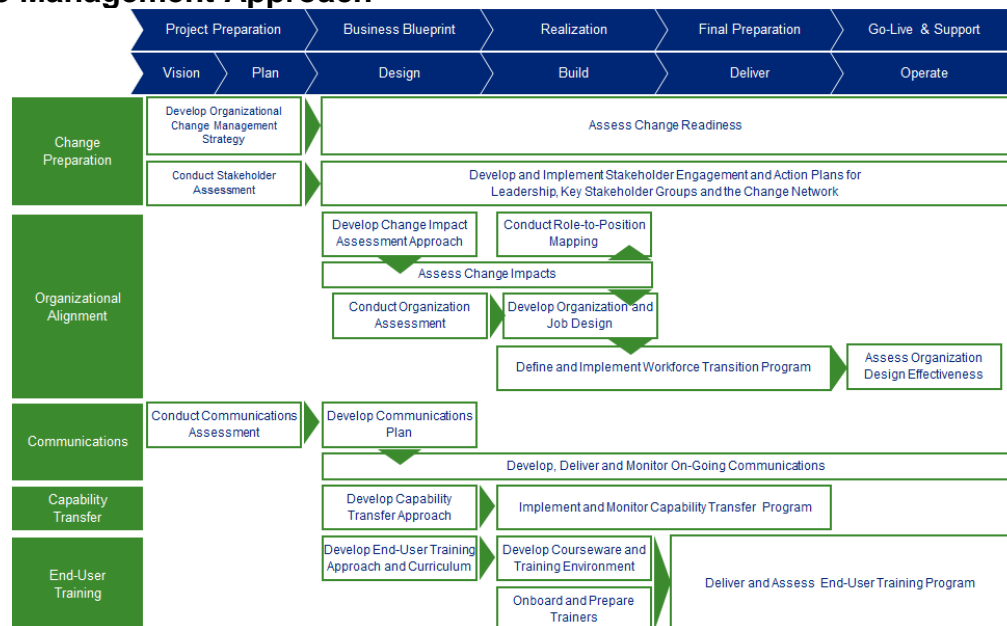 Management Approach
Project Preparation
Business Blueprint
Realization
Final Preparation
Go-Live & Support
Vision
Plan
Design
Build
Deliver
Operate
Change
Preparation
Develop Organizational
Change Management
Strategy
Assess Change Readiness
Conduct Stakeholder
Assessment
Develop and Implement Stakeholder Engagement and Action Plans for
Leadership, Key Stakeholder Groups and the Change Network
Organizational
Alignment
Develop Change Impact
Assessment Approach
Conduct Role-to-Position
Mapping
Assess Change Impacts
Conduct Organization
Assessment
Develop Organization and
Job Design
Define and Implement Workforce Transition Program
Assess Organization
Design Effectiveness
Communications
Conduct Communications
Assessment
Develop Communications
Plan
Develop, Deliver and Monitor On-Going Communications
Capability
Transfer
Develop Capability
Transfer Approach
Implement and Monitor Capability Transfer Program
End-User
Training
Develop End-User Training
Approach and Curriculum
Develop Courseware and
Training Environment
Onboard and Prepare
Trainers
Deliver and Assess End-User Training Program